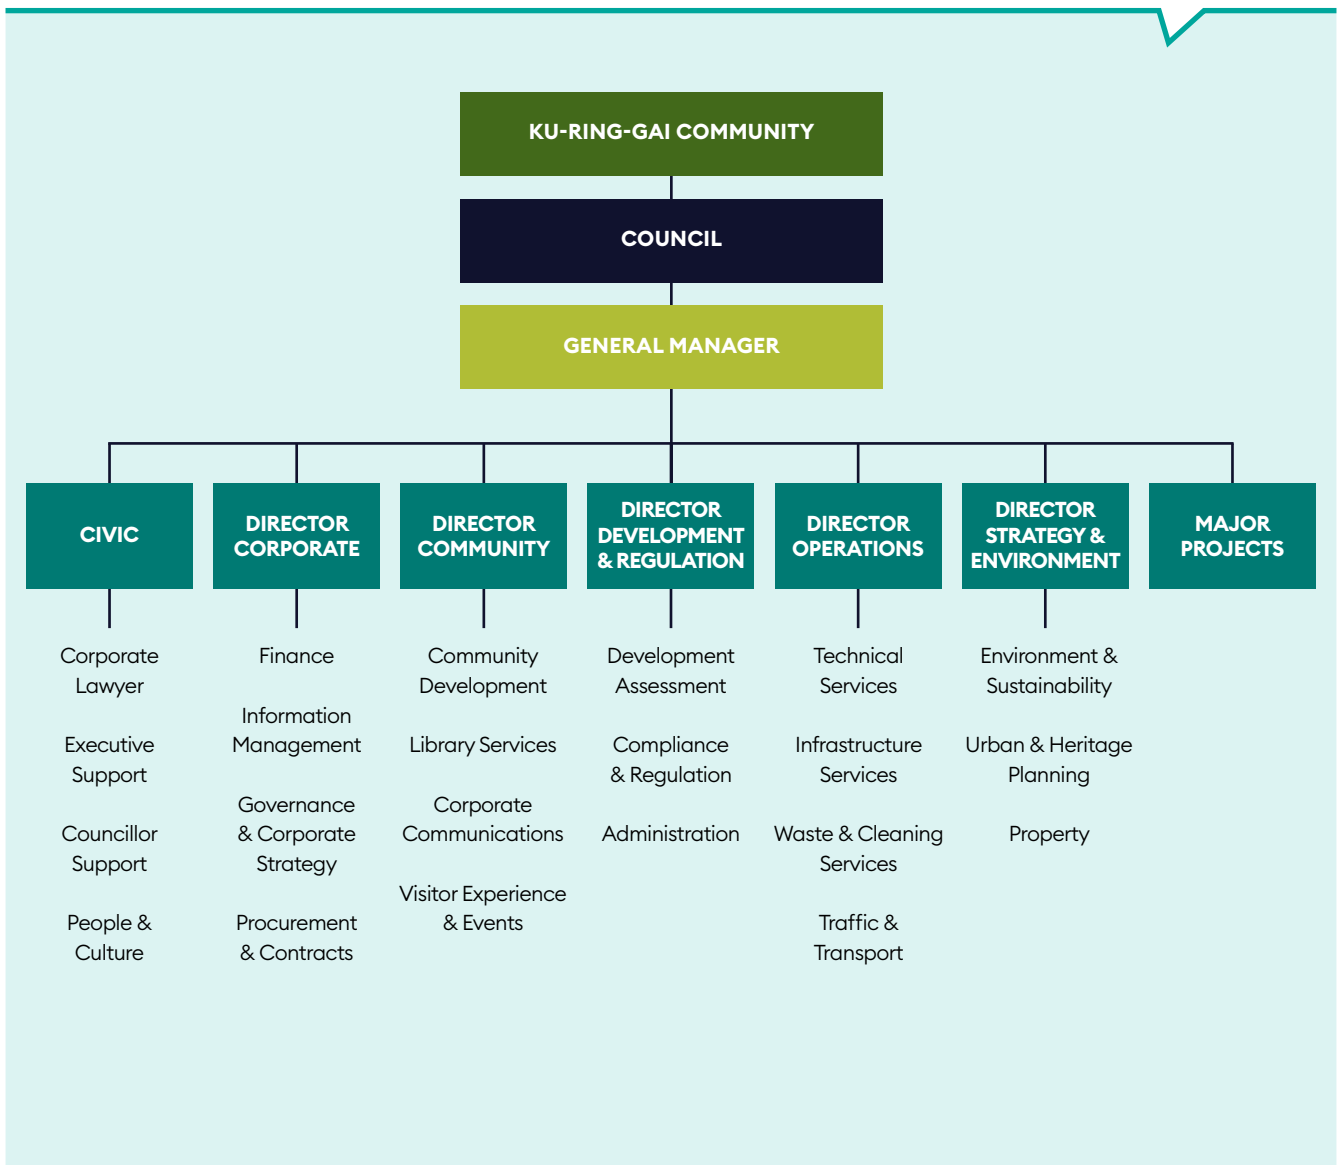 KU-RING-GAI COMMUNITY
COUNCIL
GENERAL MANAGER
CIVIC
Corporate
Lawyer
Executive
Support
Councillor
Support
People &
Culture
DIRECTOR
CORPORATE
Finance
Information
Management
Governance
& Corporate
Strategy
Procurement
& Contracts
DIRECTOR
COMMUNITY
Community
Development
Library Services
Corporate
Communications
Visitor Experience
& Events
DIRECTOR
DEVELOPMENT
& REGULATION
Development
Assessment
Compliance
& Regulation
Administration
DIRECTOR
OPERATIONS
Technical
Services
Infrastructure
Services
Waste & Cleaning
Services
Traffic &
Transport
DIRECTOR
STRATEGY &
ENVIRONMENT
Environment &
Sustainability
Urban & Heritage
Planning
Property
MAJOR
PROJECTS